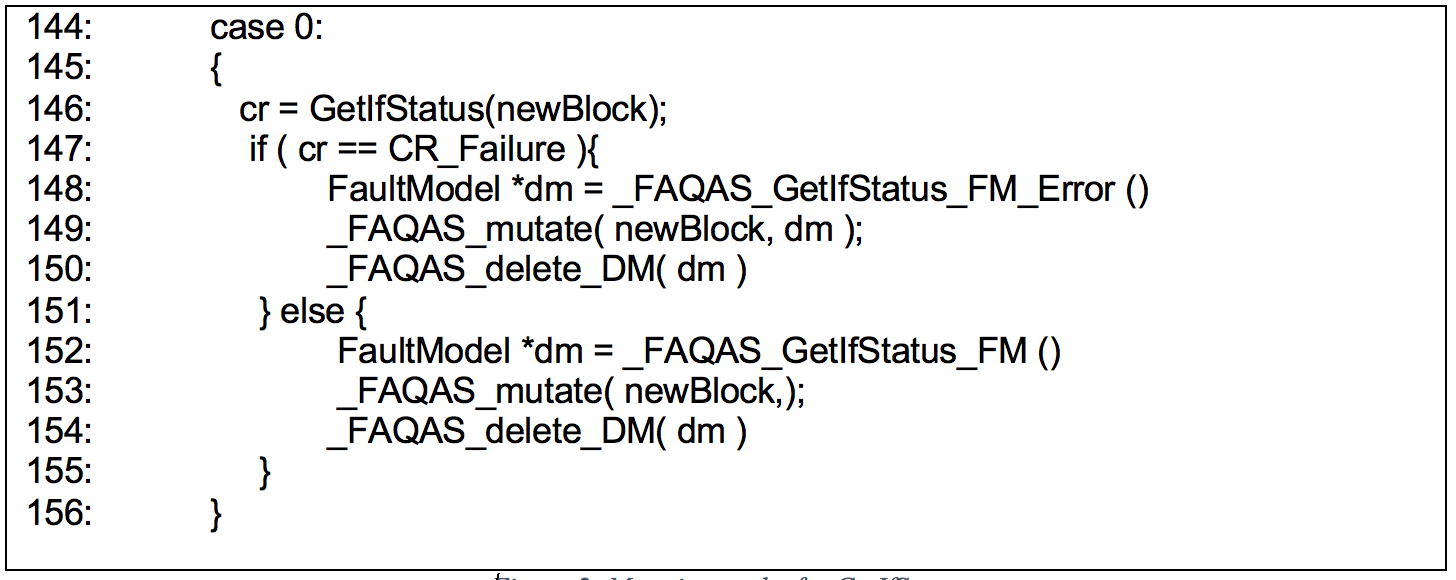 144: case 0:
145: {
146: cr = GetIfStatus(newBlock);
147: if ( cr == CR_Failure ){
148: FaultModel *dm = _FAQAS_GetIfStatus_FM_Error ()
149: _FAQAS_mutate( newBlock, dm );
150: _FAQAS_delete_DM( dm )
151: } else {
152: FaultModel *dm = _FAQAS_GetIfStatus_FM ()
153: _FAQAS_mutate( newBlock,);
154: _FAQAS_delete_DM( dm )
155: }
156: }